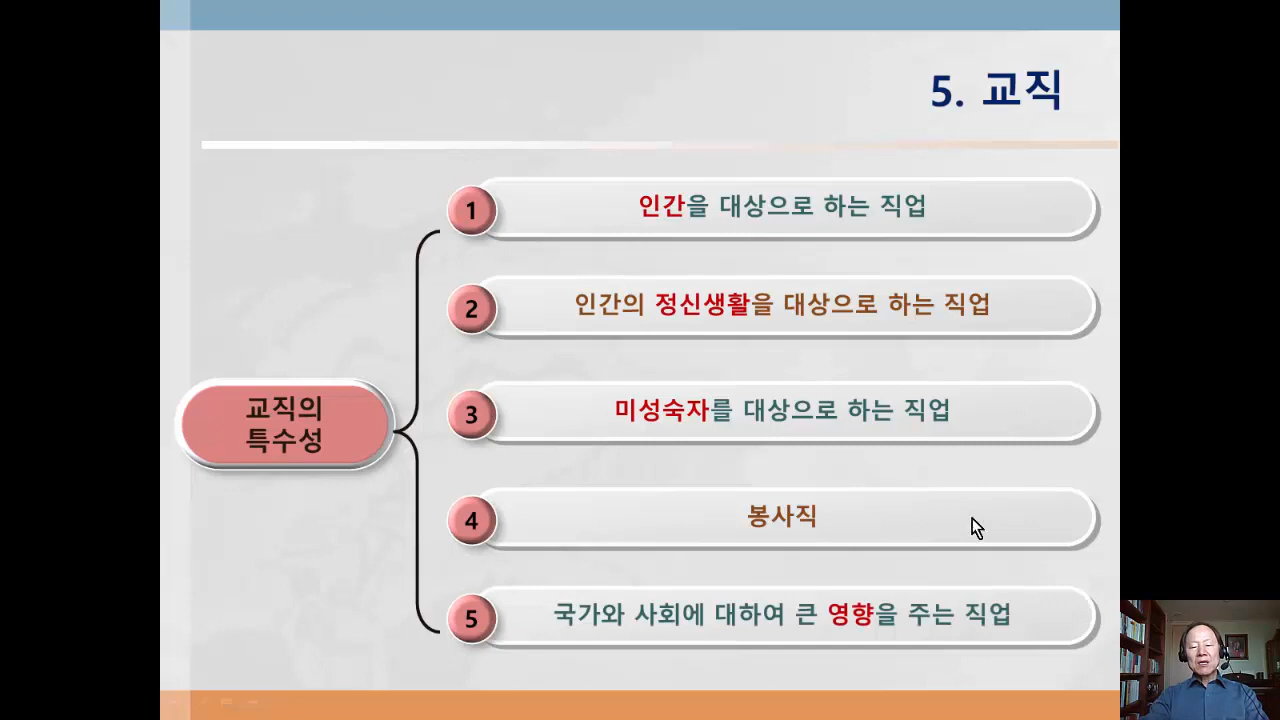 5. 교직
1 인간을 대상으로 하는 직업
2 인간의 정신생활을 대상으로 하는 직업
3 미성숙자를 대상으로 하는 직업
교직의
특수성
4 봉사직
5 국가와 사회에 대하여 큰 영향을 주는 직업